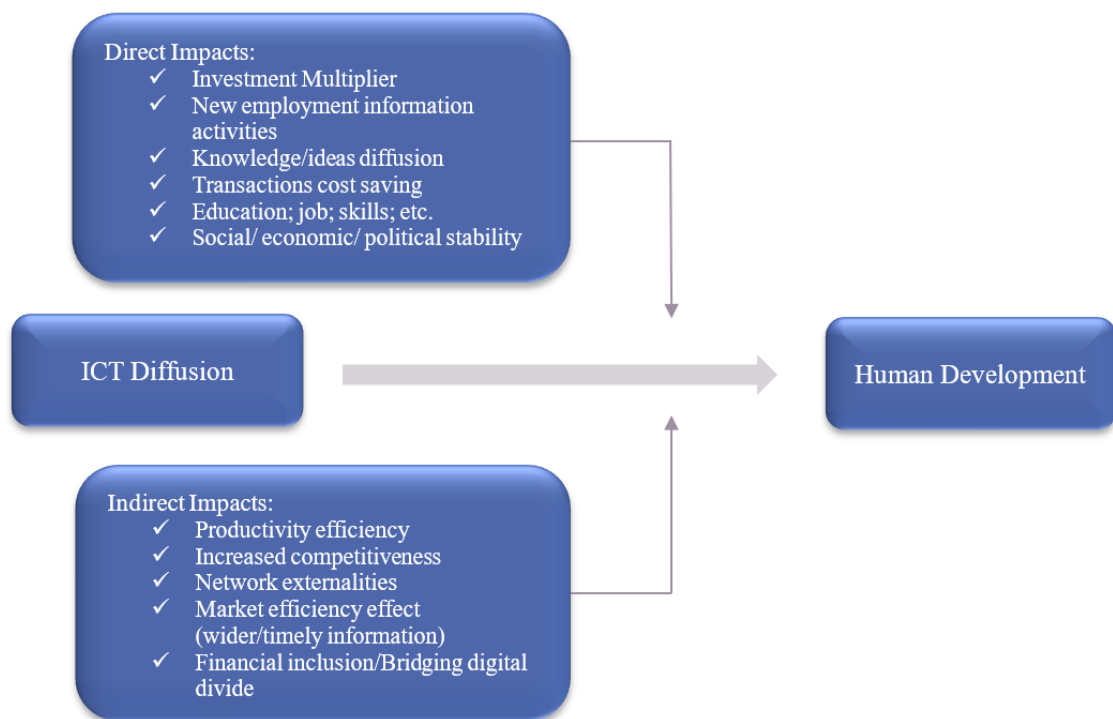 Direct Impacts:
✓ Investment Multiplier
✓ New employment information
activities
✓ Knowledge/ideas diffusion
✓ Transactions cost saving
✓ Education; job; skills; etc.
✓ Social/ economic/ political stability
ICT Diffusion
Human Development
Indirect Impacts:
✓ Productivity efficiency
✓ Increased competitiveness
✓ Network externalities
✓ Market efficiency effect
(wider/timely information)
✓ Financial inclusion/Bridging digital
divide